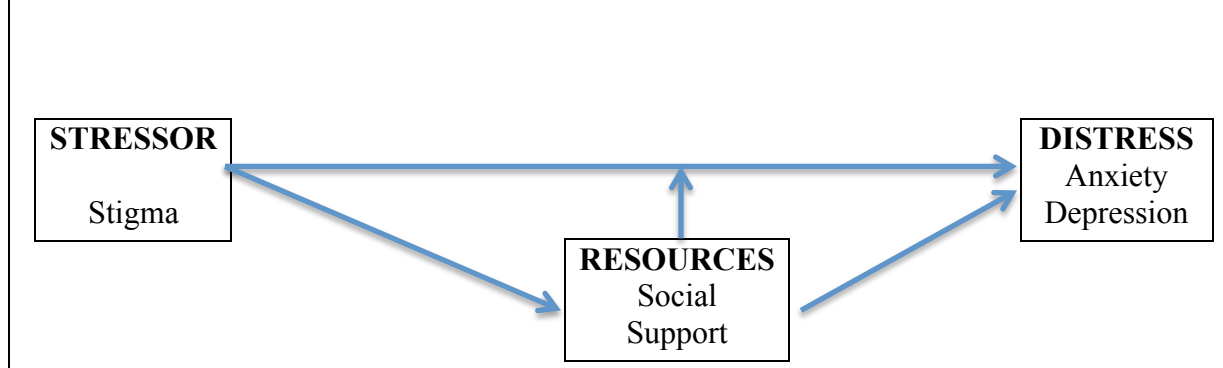 STRESSOR
Stigma
DISTRESS
Anxiety
Depression
RESOURCES
Social
Support